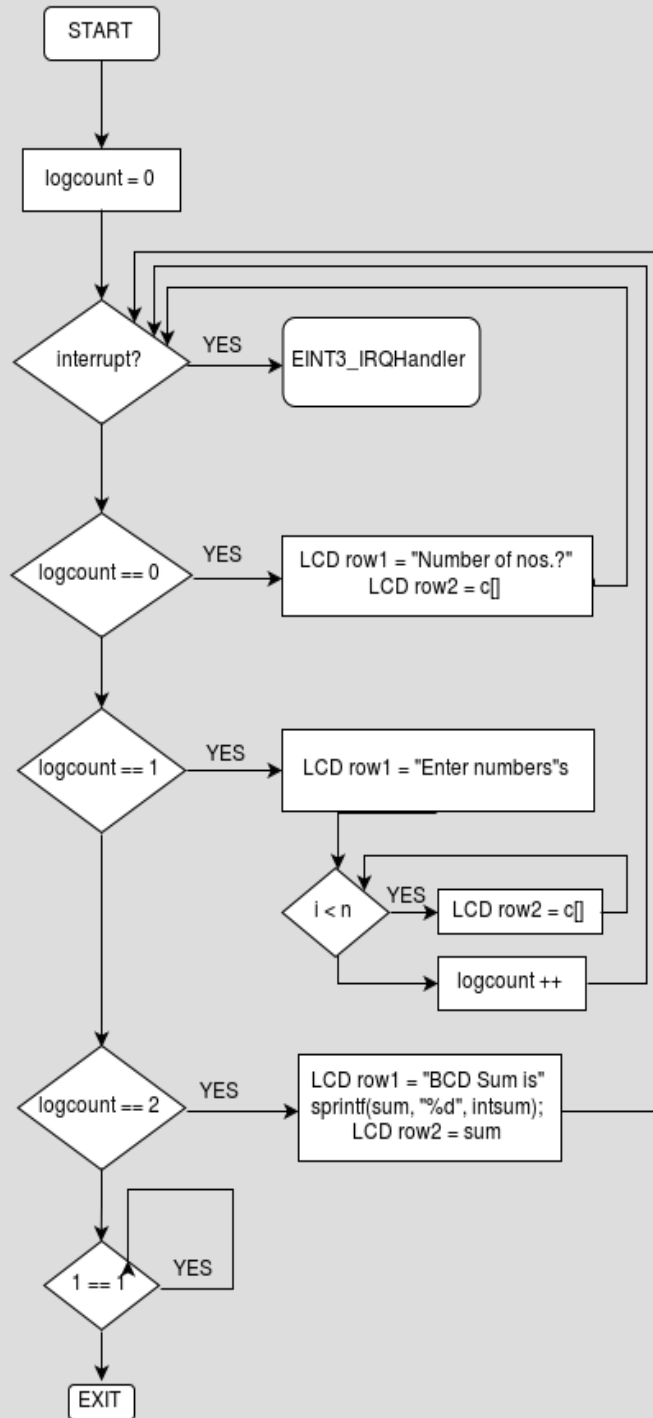 START
logcount = 0
interrupt?
YES
EINT3_IRQHandler
logcount == 0
YES
LCD row1 = "Number of nos.?"
LCD row2 = c[]
logcount == 1
YES
LCD row1 = "Enter numbers"s
i < n
YES
LCD row2 = c[]
logcount ++
logcount == 2
YES
LCD row1 = "BCD Sum is"
sprintf(sum, "%d", intsum);
LCD row2 = sum
1 == 1
YES
EXIT